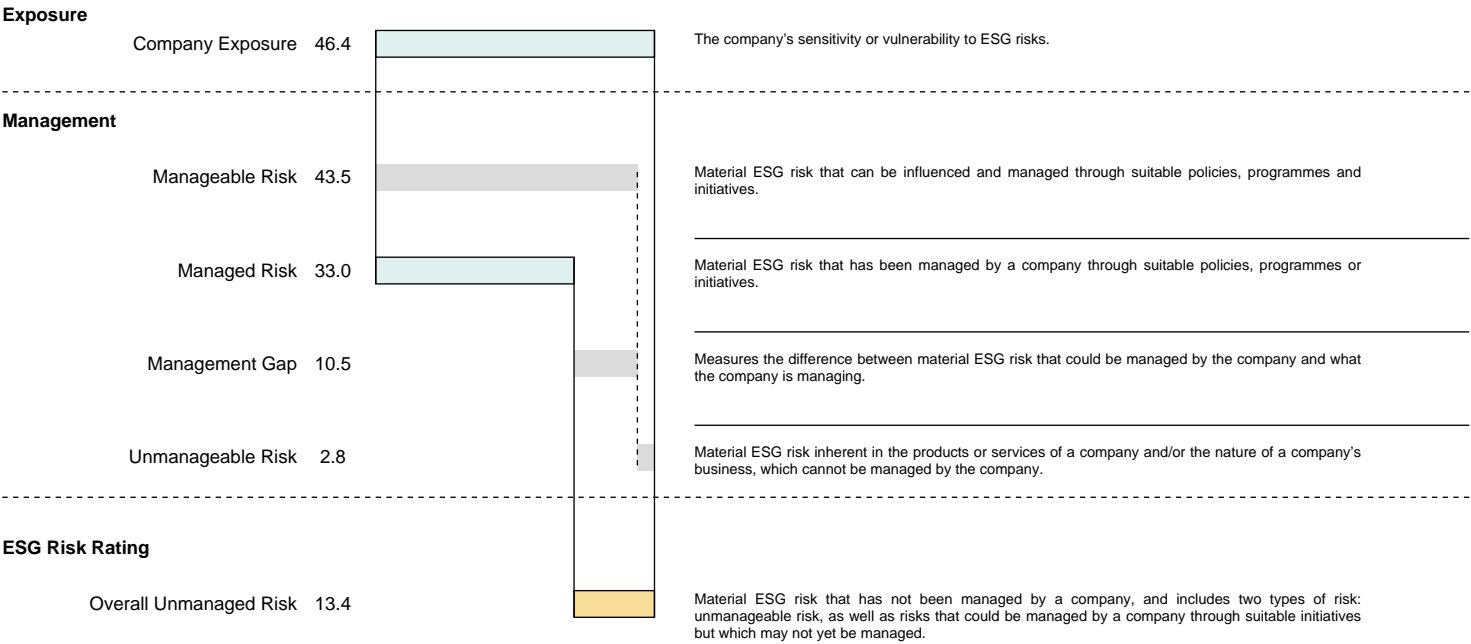 Exposure
Company Exposure 46.4
The company’s sensitivity or vulnerability to ESG risks.
Management
Manageable Risk 43.5
Material ESG risk that can be influenced and managed through suitable policies, programmes and
initiatives.
Managed Risk 33.0
Material ESG risk that has been managed by a company through suitable policies, programmes or
initiatives.
Management Gap 10.5
Measures the difference between material ESG risk that could be managed by the company and what
the company is managing.
Unmanageable Risk 2.8
Material ESG risk inherent in the products or services of a company and/or the nature of a company’s
business, which cannot be managed by the company.
ESG Risk Rating
Overall Unmanaged Risk 13.4
Material ESG risk that has not been managed by a company, and includes two types of risk:
unmanageable risk, as well as risks that could be managed by a company through suitable initiatives
but which may not yet be managed.